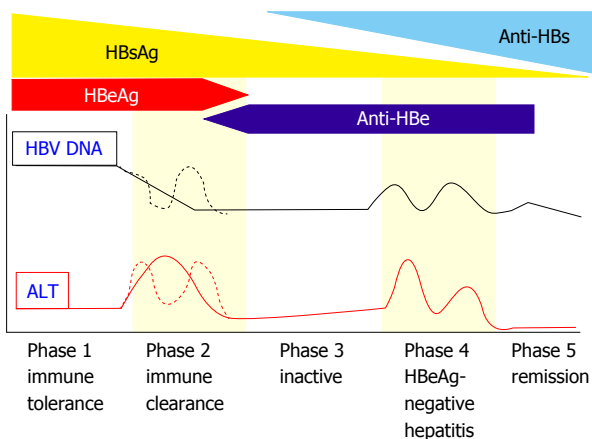 HBsAg
Anti-HBs
HBeAg
Anti-HBe
HBV DNA
ALT
Phase 1
immune
tolerance
Phase 2
immune
clearance
Phase 3
inactive
Phase 4
HBeAg-
negative
hepatitis
Phase 5
remission